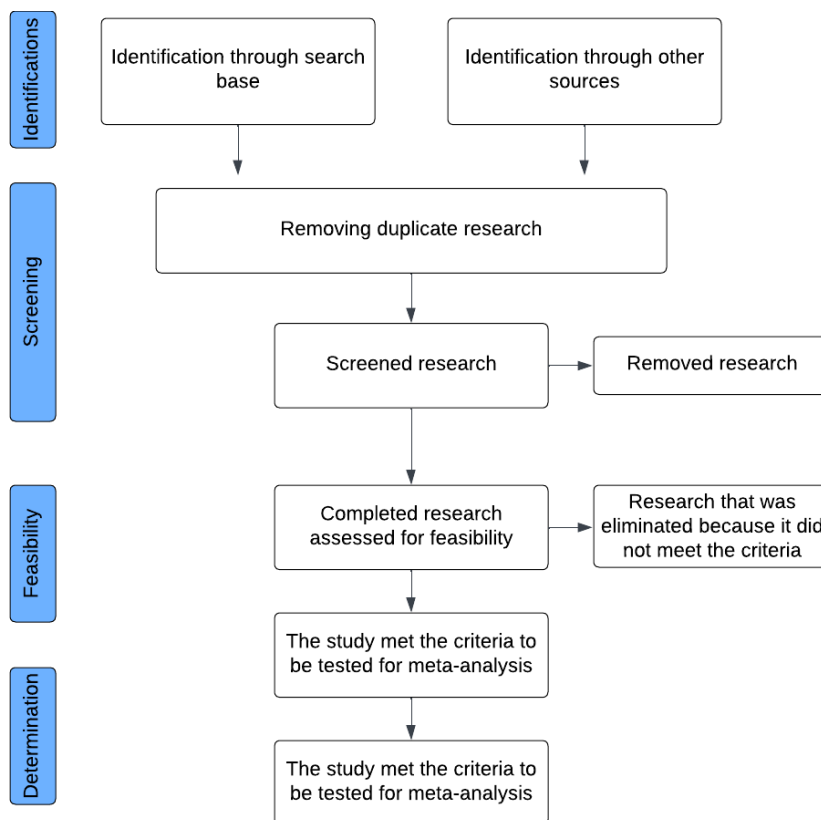 Identifications
Identification through search
base
Identification through other
sources
Screening
Removing duplicate research
Screened research
Removed research
Feasibility
Completed research
assessed for feasibility
Research that was
eliminated because it did
not meet the criteria
The study met the criteria to
be tested for meta-analysis
Determination
The study met the criteria to
be tested for meta-analysis